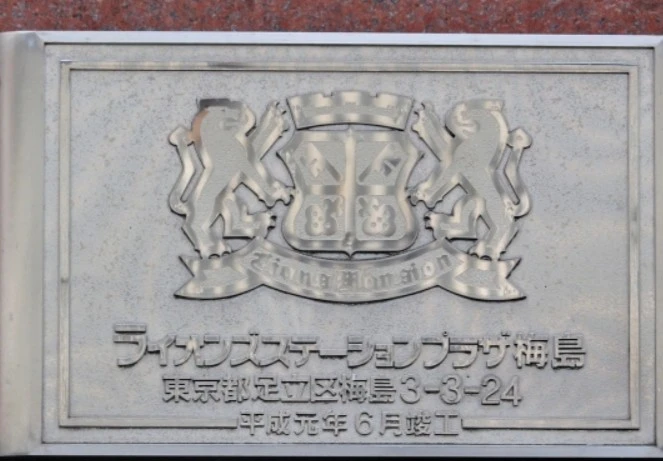 Lions Mansion
ライオンズステーションプラザ梅島
東京都足立区梅島3-3-24
平成元年6月竣工